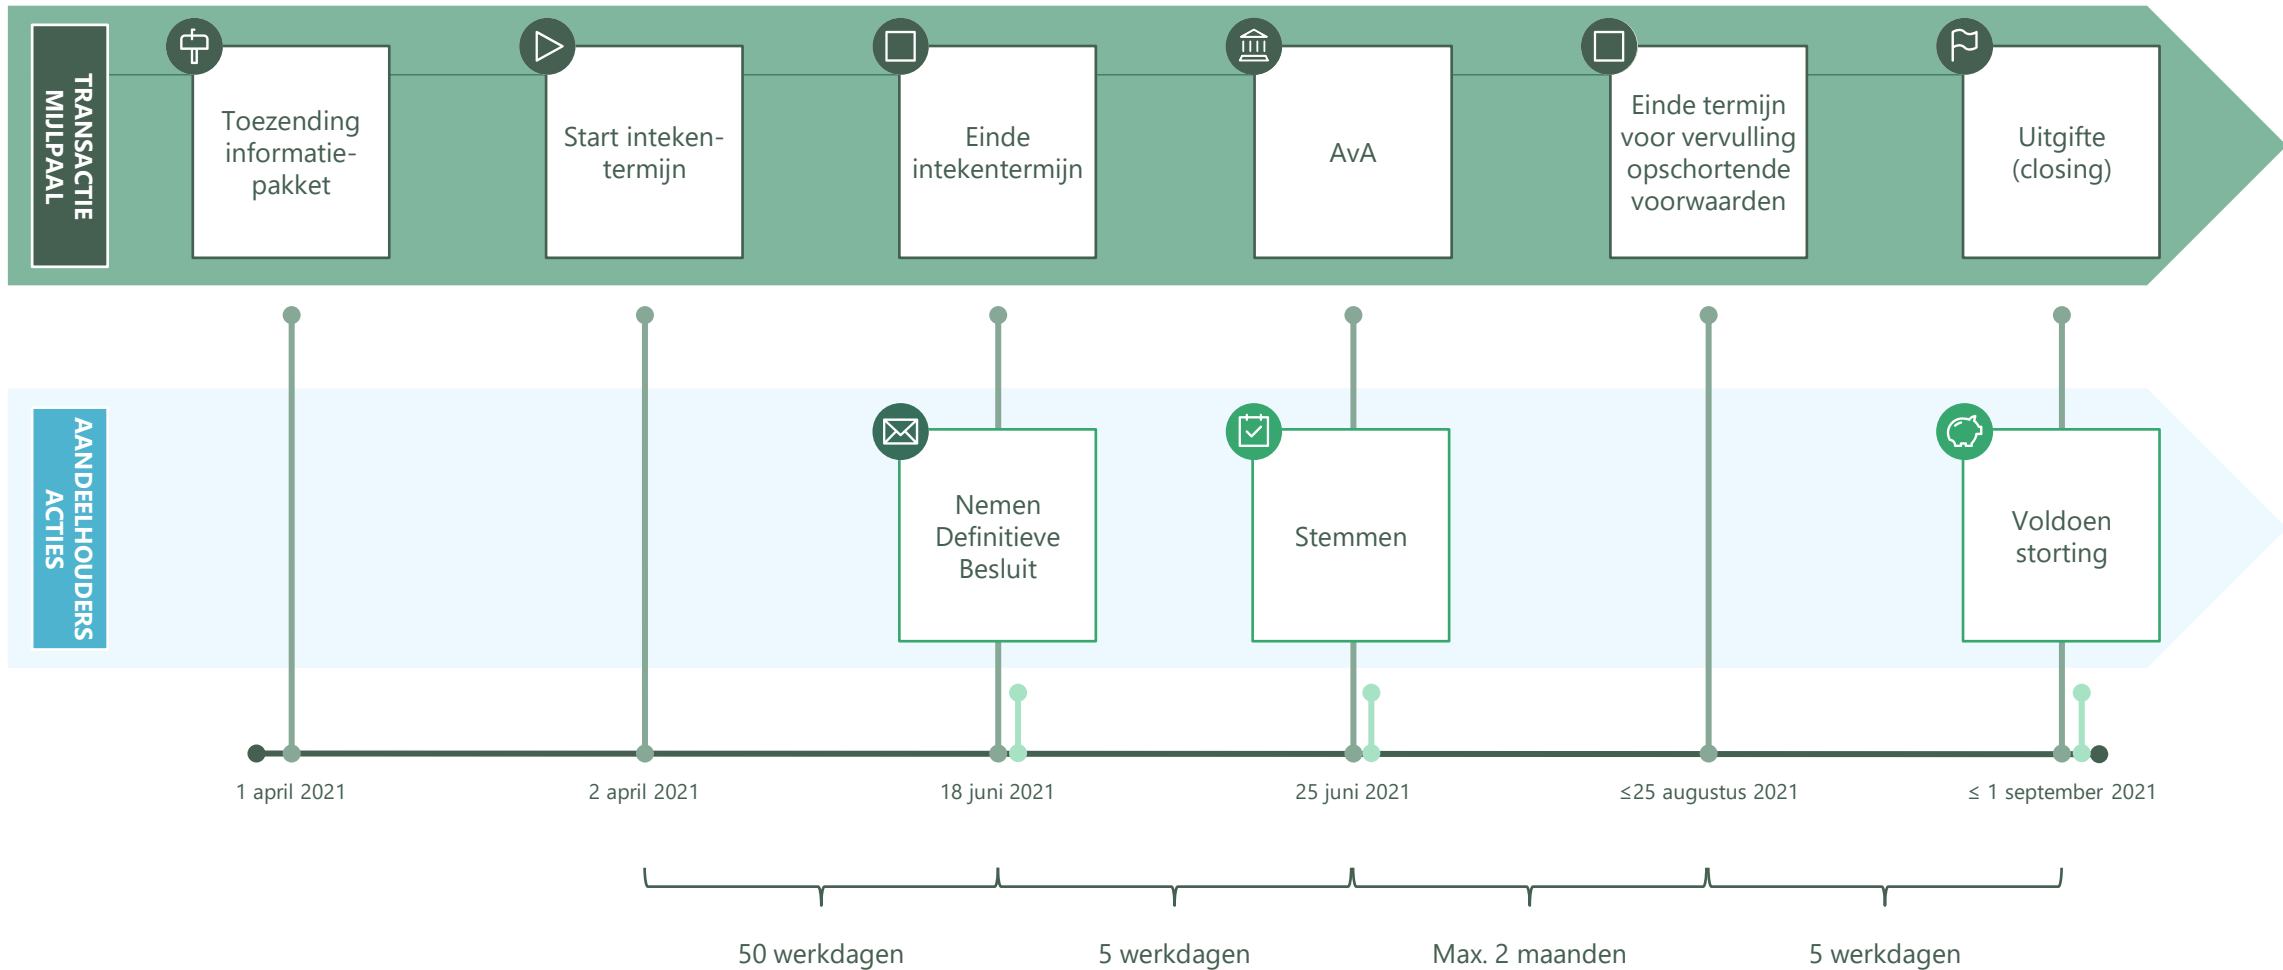 TRANSACTIE
MIJLPAAL
Toezending
informatie-
pakket
Start inteken-
termijn
Einde
intekentermijn
AvA
Einde termijn
voor vervulling
opschortende
voorwaarden
Uitgifte
(closing)
AANDEELHOUDERS
ACTIES
Nemen
Definitieve
Besluit
Stemmen
Voldoen
storting
1 april 2021
2 april 2021
18 juni 2021
25 juni 2021
≤25 augustus 2021
≤ 1 september 2021
50 werkdagen
5 werkdagen
Max. 2 maanden
5 werkdagen